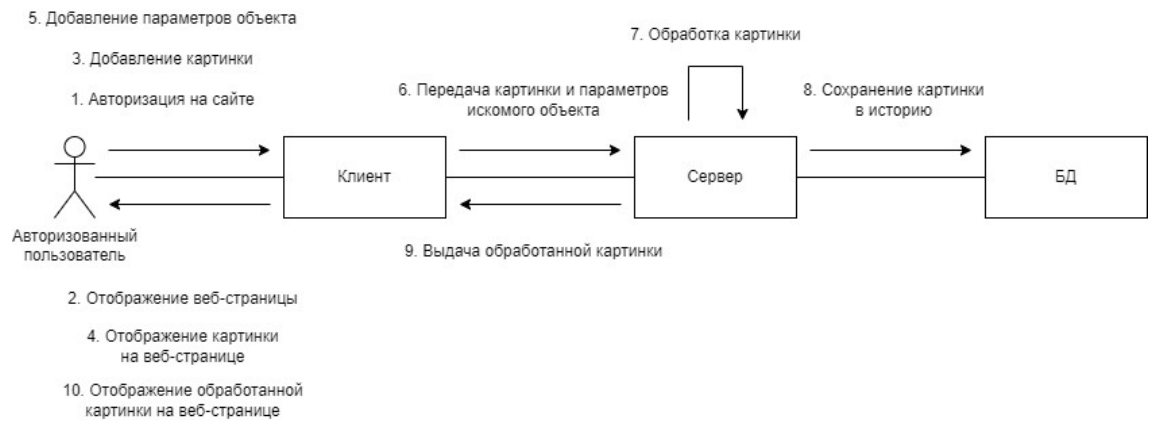 5. Добавление параметров объекта
3. Добавление картинки
1. Авторизация на сайте
7. Обработка картинки
6. Передача картинки и параметров
искомого объекта
8. Сохранение картинки
в историю
Клиент
Сервер
БД
Авторизованный
пользователь
9. Выдача обработанной картинки
2. Отображение веб-страницы
4. Отображение картинки
на веб-странице
10. Отображение обработанной
картинки на веб-странице